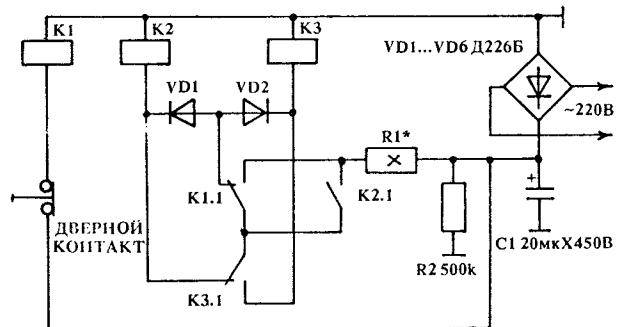 K1
K2
K3
VD1...VD6 Д226Б
VD1
VD2
~220В
R1*
K1.1
K2.1
ДВЕРНОЙ
КОНТАКТ
+
R2 500k
C1 20мкX450В
K3.1